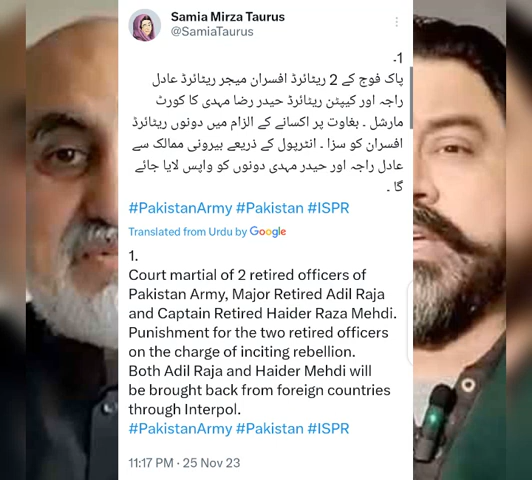 Samia Mirza Taurus
@SamiaTaurus
1۔
پاک فوج کے 2 ریٹائرڈ افسران میجر ریٹائرڈ عادل
راجہ اور کیپٹن ریٹائرڈ حیدر رضا مہدی کا کورٹ
مارشل ۔ بغاوت پر اکسانے کے الزام میں دونوں ریٹائرڈ
افسران کو سزا ۔ انٹرپول کے ذریعے بیرونی ممالک سے
عادل راجہ اور حیدر مہدی دونوں کو واپس لایا جائے
گا ۔
#PakistanArmy #Pakistan #ISPR
Translated from Urdu by Google
1.
Court martial of 2 retired officers of
Pakistan Army, Major Retired Adil Raja
and Captain Retired Haider Raza Mehdi.
Punishment for the two retired officers
on the charge of inciting rebellion.
Both Adil Raja and Haider Mehdi will
be brought back from foreign countries
through Interpol.
#PakistanArmy #Pakistan #ISPR
11:17 PM · 25 Nov 23